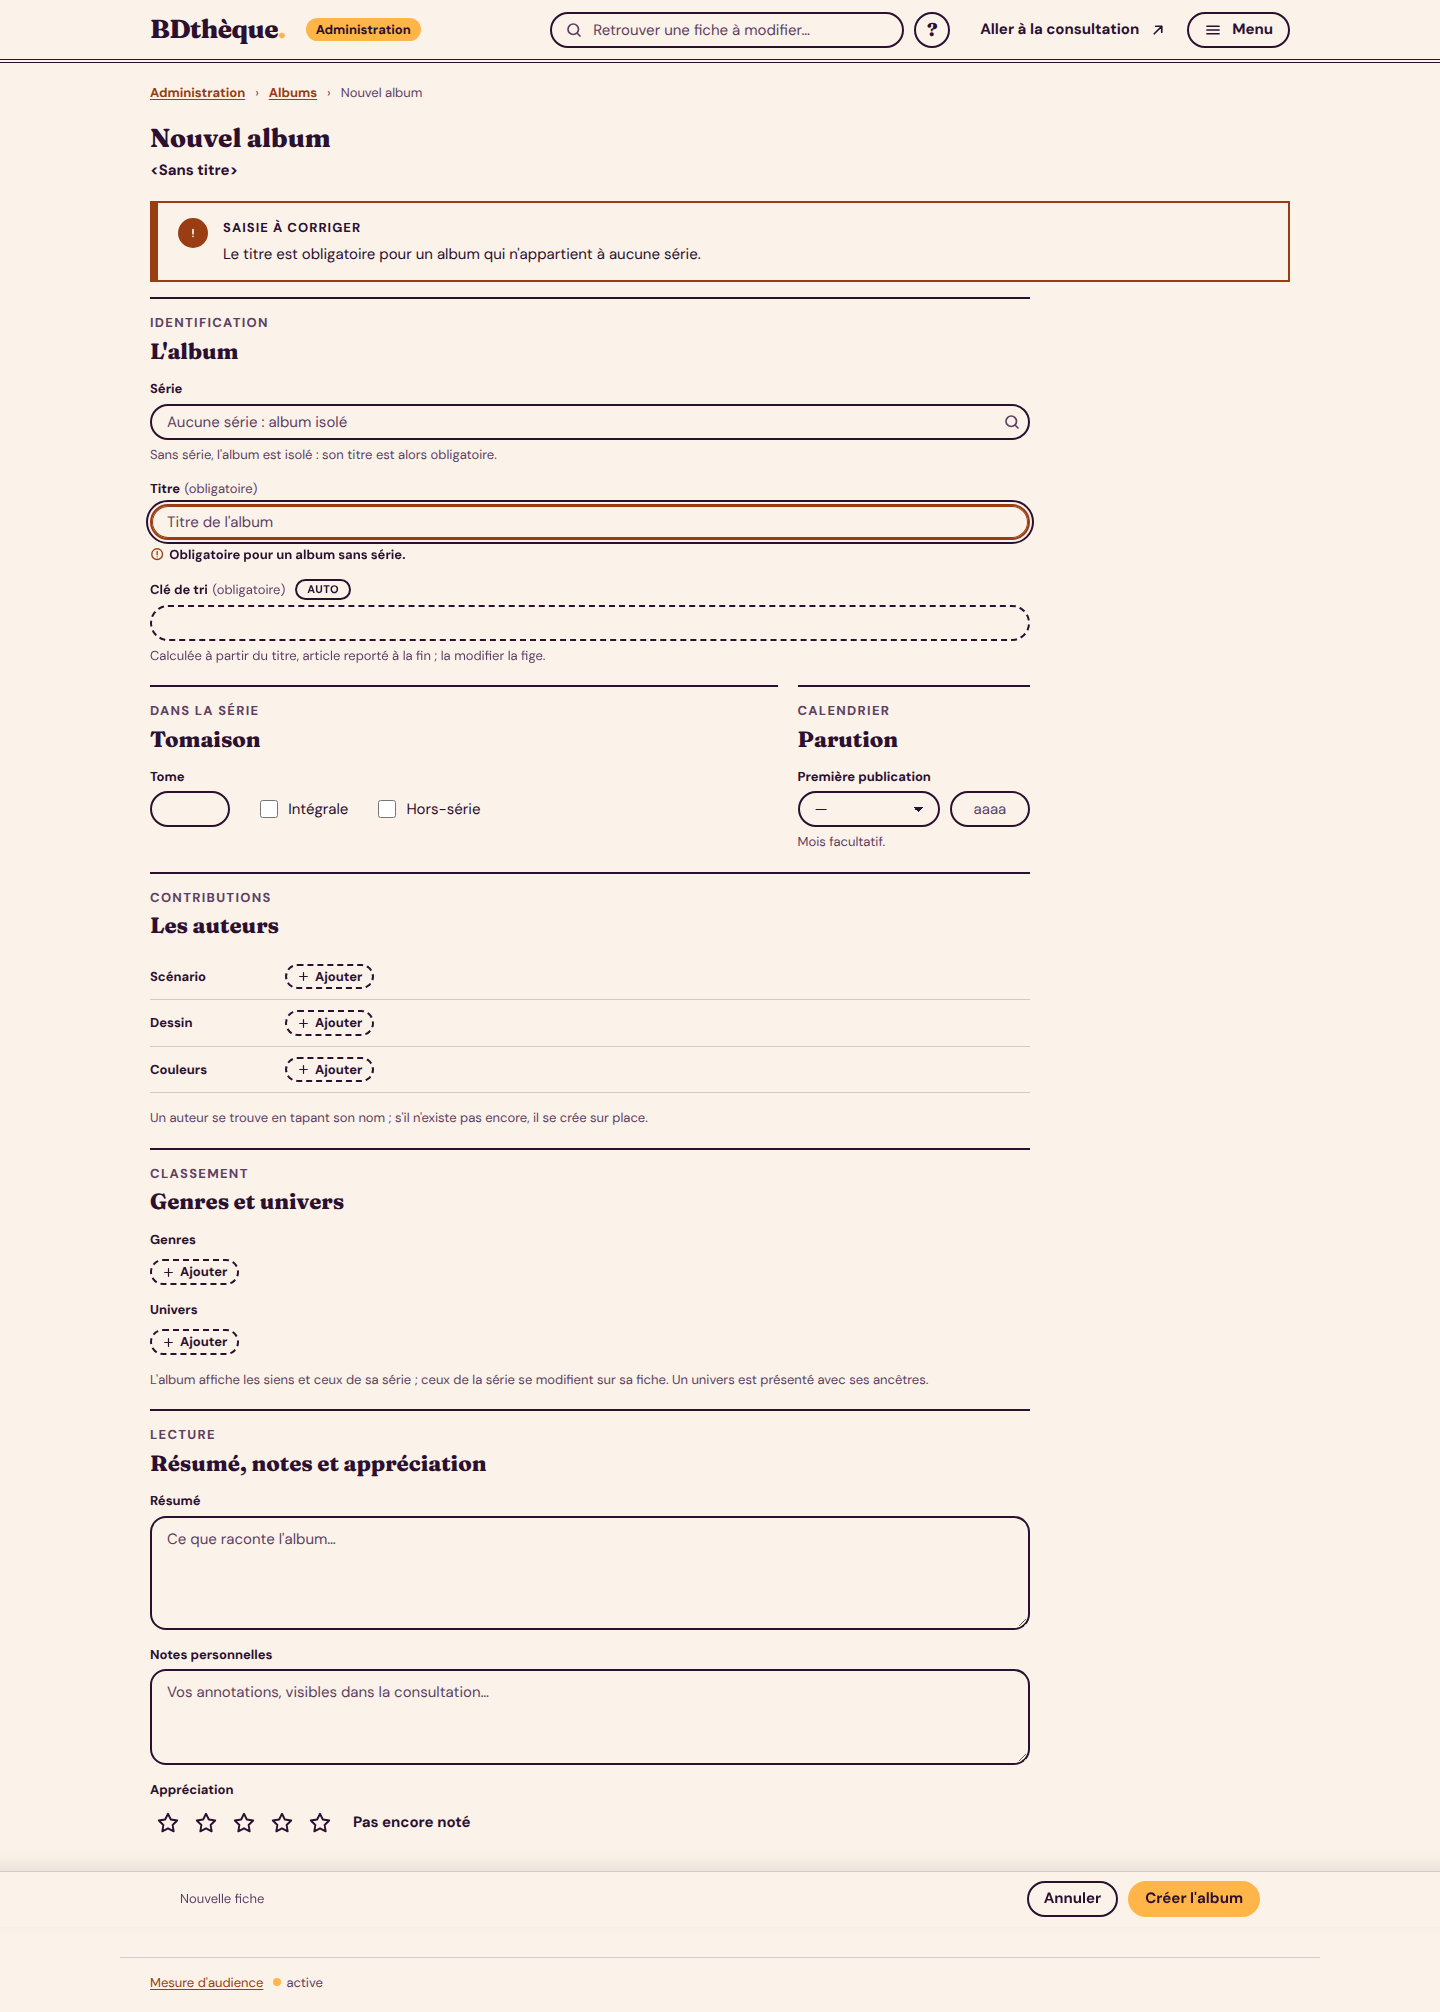 BDthèque.
Administration
Retrouver une fiche à modifier...
?
Aller à la consultation
Menu
Administration › Albums › Nouvel album
Nouvel album
<Sans titre>
!
SAISIE À CORRIGER
Le titre est obligatoire pour un album qui n'appartient à aucune série.
IDENTIFICATION
L'album
Série
Aucune série : album isolé
Sans série, l'album est isolé : son titre est alors obligatoire.
Titre (obligatoire)
Titre de l'album
Obligatoire pour un album sans série.
Clé de tri (obligatoire) AUTO
Calculée à partir du titre, article reporté à la fin ; la modifier la fige.
DANS LA SÉRIE
Tomaison
Tome
Intégrale
Hors-série
CALENDRIER
Parution
Première publication
—
aaaa
Mois facultatif.
CONTRIBUTIONS
Les auteurs
Scénario + Ajouter
Dessin + Ajouter
Couleurs + Ajouter
Un auteur se trouve en tapant son nom ; s'il n'existe pas encore, il se crée sur place.
CLASSEMENT
Genres et univers
Genres
+ Ajouter
Univers
+ Ajouter
L'album affiche les siens et ceux de sa série ; ceux de la série se modifient sur sa fiche. Un univers est présenté avec ses ancêtres.
LECTURE
Résumé, notes et appréciation
Résumé
Ce que raconte l'album...
Notes personnelles
Vos annotations, visibles dans la consultation...
Appréciation
Pas encore noté
Nouvelle fiche
Annuler
Créer l'album
Mesure d'audience
active